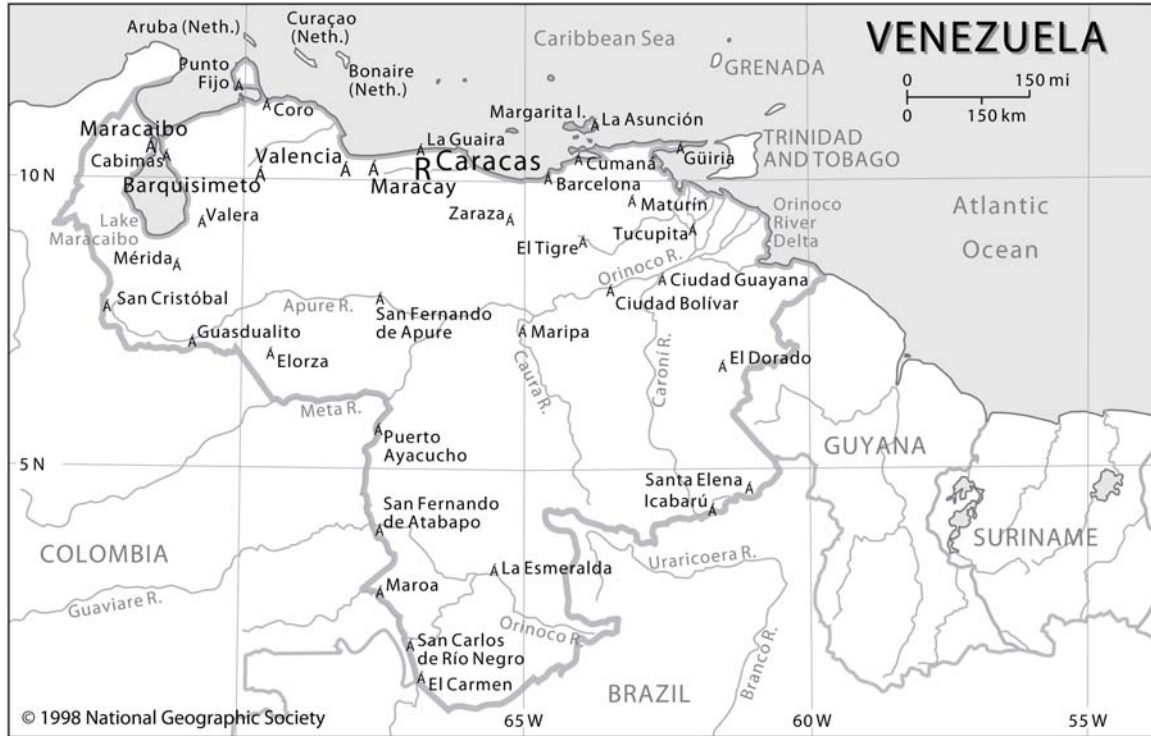 VENEZUELA
0 150 mi
0 150 km
Aruba (Neth.)
Curaçao
(Neth.)
Bonaire
(Neth.)
Caribbean Sea
GRENADA
Punto
Fijo
Coro
Margarita I.
La Asunción
TRINIDAD
AND TOBAGO
Maracaibo
Cabimas
La Guaira
Valencia
R
Caracas
Cumaná
Güiria
10 N
Barquisimeto
Maracay
Barcelona
Valera
Zaraza
Maturín
Orinoco
River
Delta
Atlantic
Ocean
Lake
Maracaibo
Tucupita
El Tigre
Mérida
Orinoco R.
Ciudad Guayana
Ciudad Bolívar
San Cristóbal
Apure R.
San Fernando
de Apure
Guasdualito
Maripa
Elorza
Caura R.
Caroní R.
El Dorado
Meta R.
Puerto
Ayacucho
GUYANA
5 N
Santa Elena
Icabarú
San Fernando
de Atabapo
COLOMBIA
SURINAME
Uraricoera R.
La Esmeralda
Maroa
Guaviare R.
Orinoco R.
San Carlos
de Río Negro
El Carmen
Branco R.
BRAZIL
© 1998 National Geographic Society
65 W
60 W
55 W